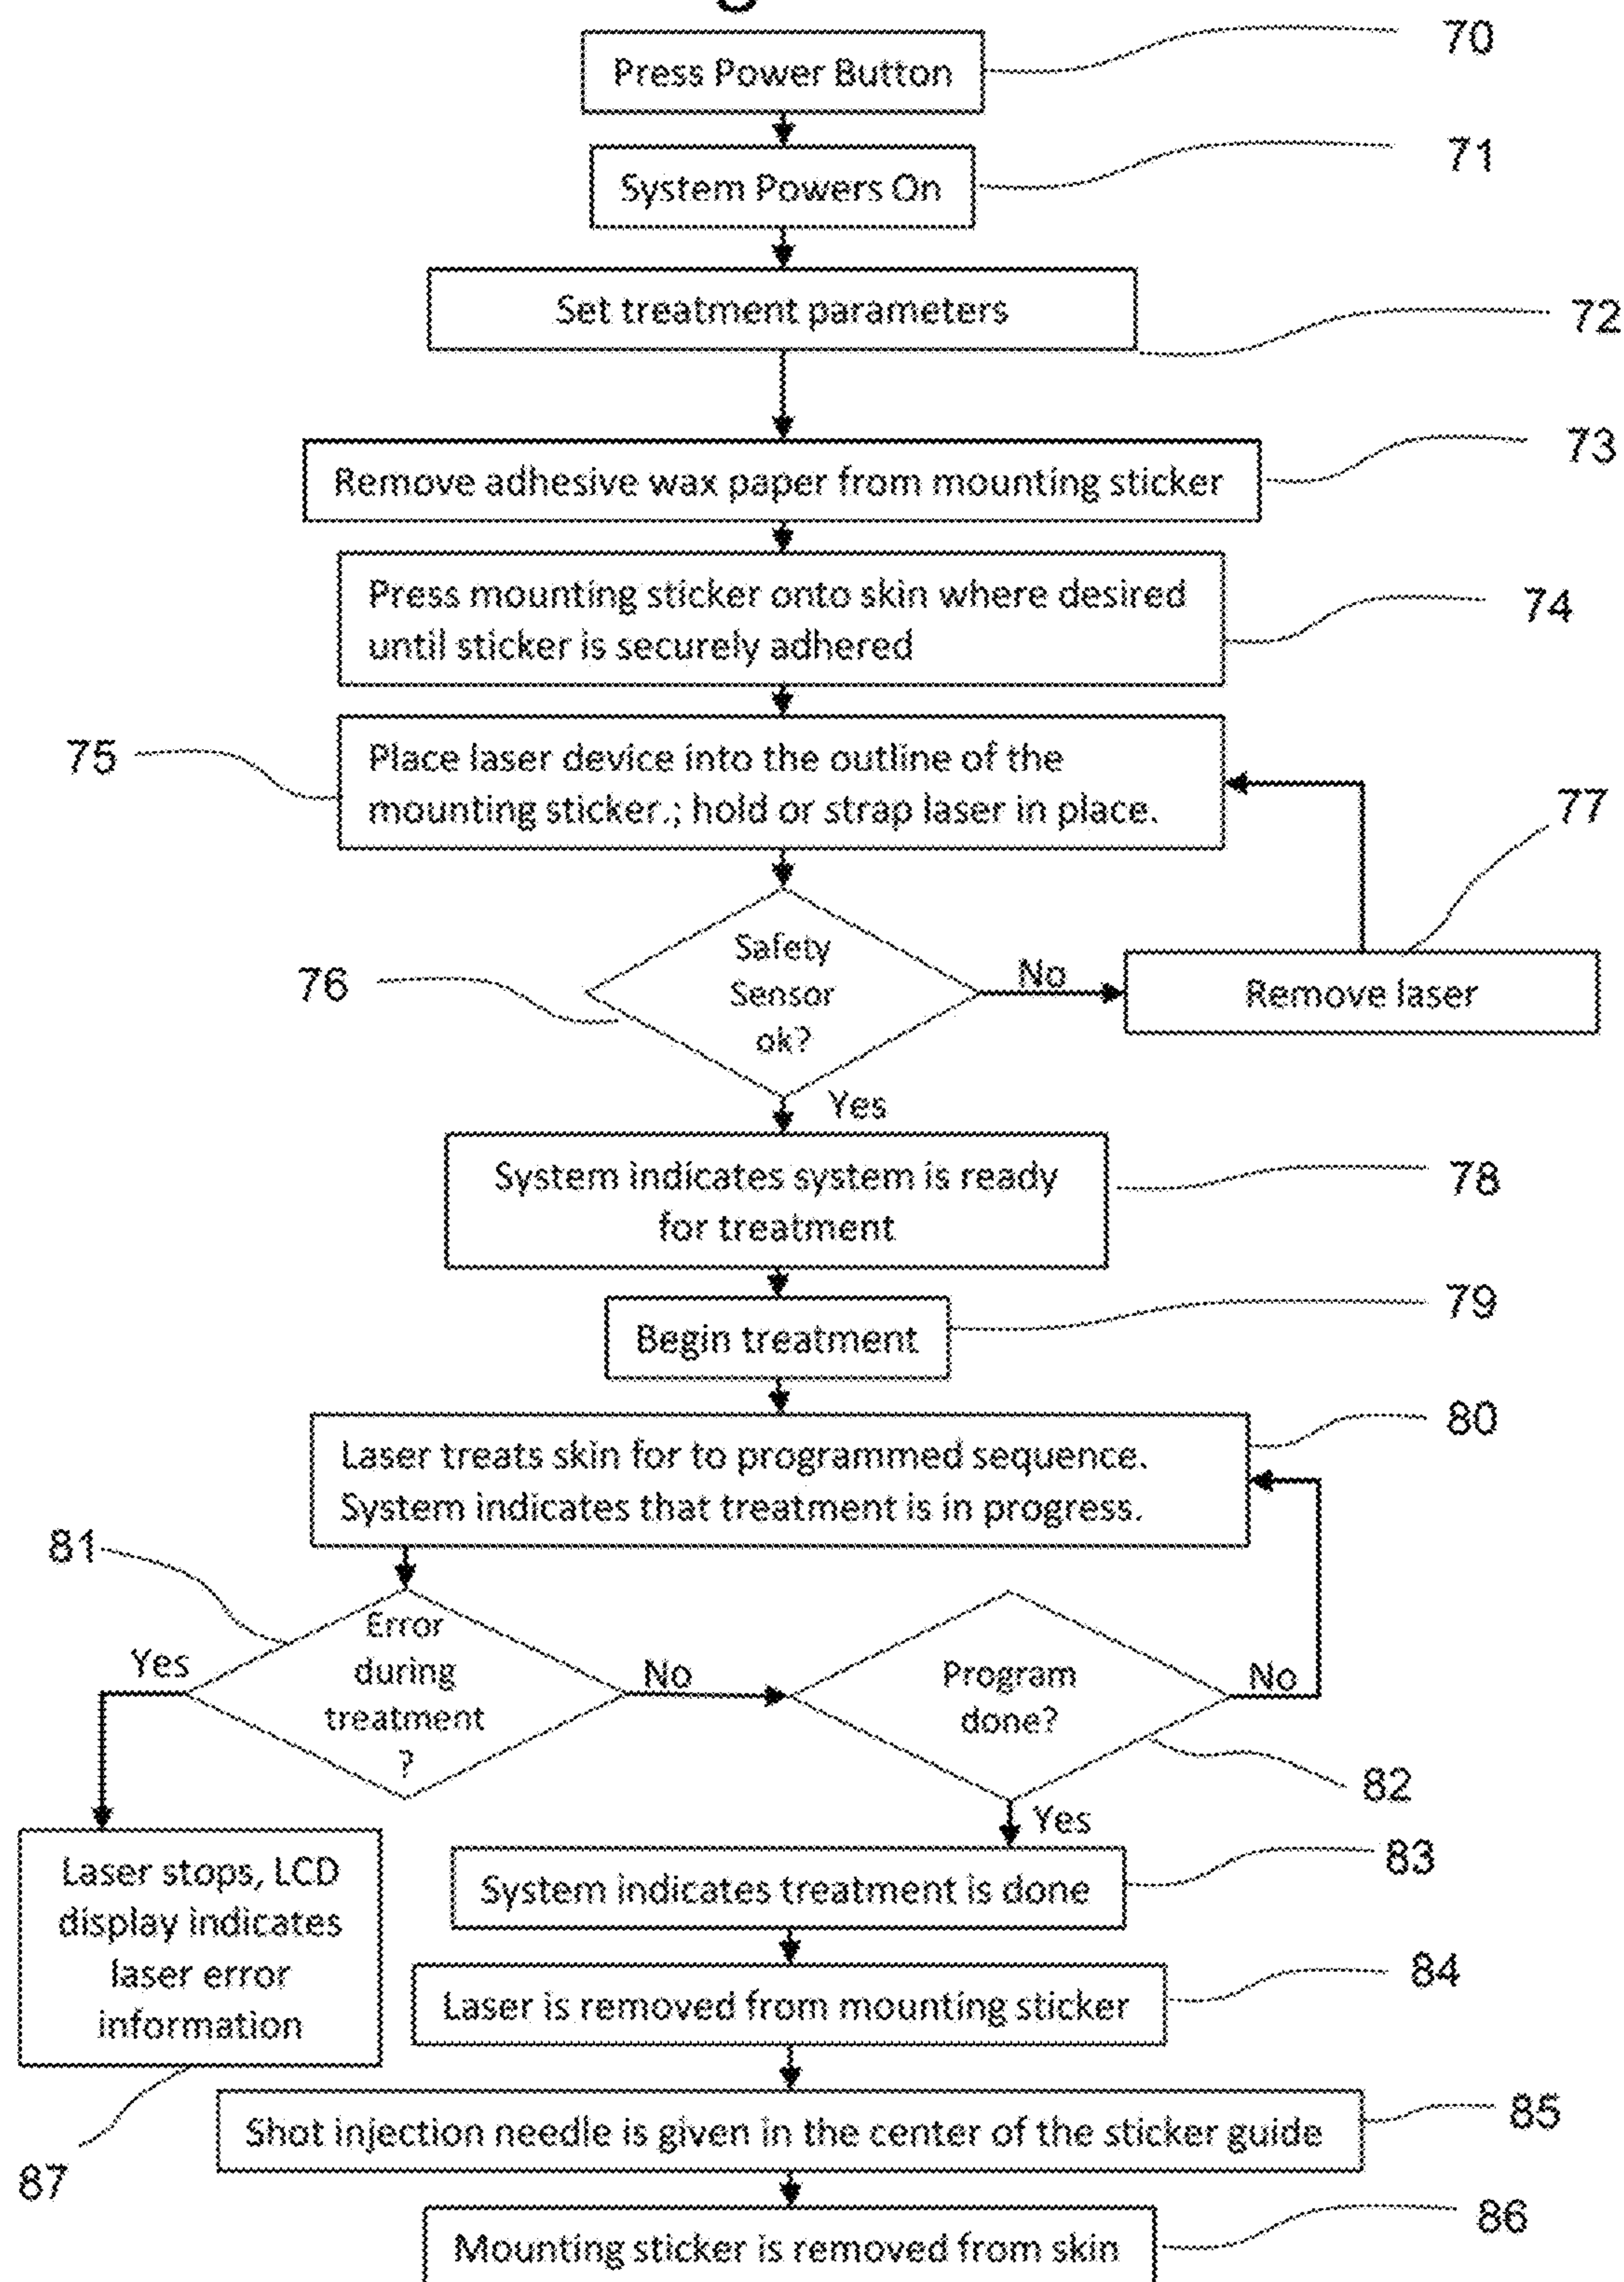 Press Power Button
70
System Powers On
71
Set treatment parameters
72
Remove adhesive wax paper from mounting sticker
73
Press mounting sticker onto skin where desired
until sticker is securely adhered
74
75
Place laser device into the outline of the
mounting sticker.; hold or strap laser in place.
77
76
Safety
Sensor
ok?
No
Remove laser
Yes
System indicates system is ready
for treatment
78
Begin treatment
79
Laser treats skin for to programmed sequence.
System indicates that treatment is in progress.
80
81
Yes
Error
during
treatment
?
No
Program
done?
No
82
Yes
Laser stops, LCD
display indicates
laser error
information
87
System indicates treatment is done
83
Laser is removed from mounting sticker
84
Shot injection needle is given in the center of the sticker guide
85
Mounting sticker is removed from skin
86